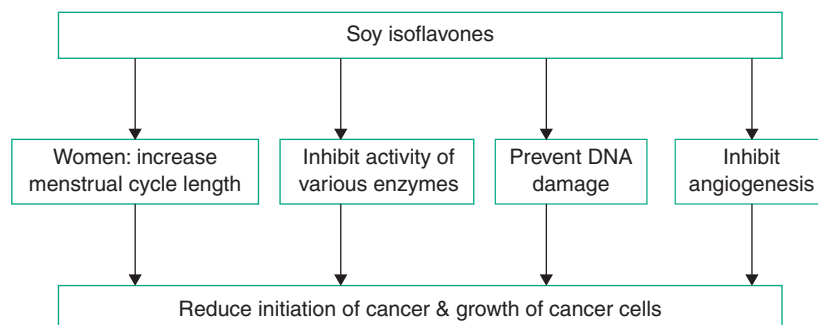 Soy isoflavones
Women: increase
menstrual cycle length
Inhibit activity of
various enzymes
Prevent DNA
damage
Inhibit
angiogenesis
Reduce initiation of cancer & growth of cancer cells